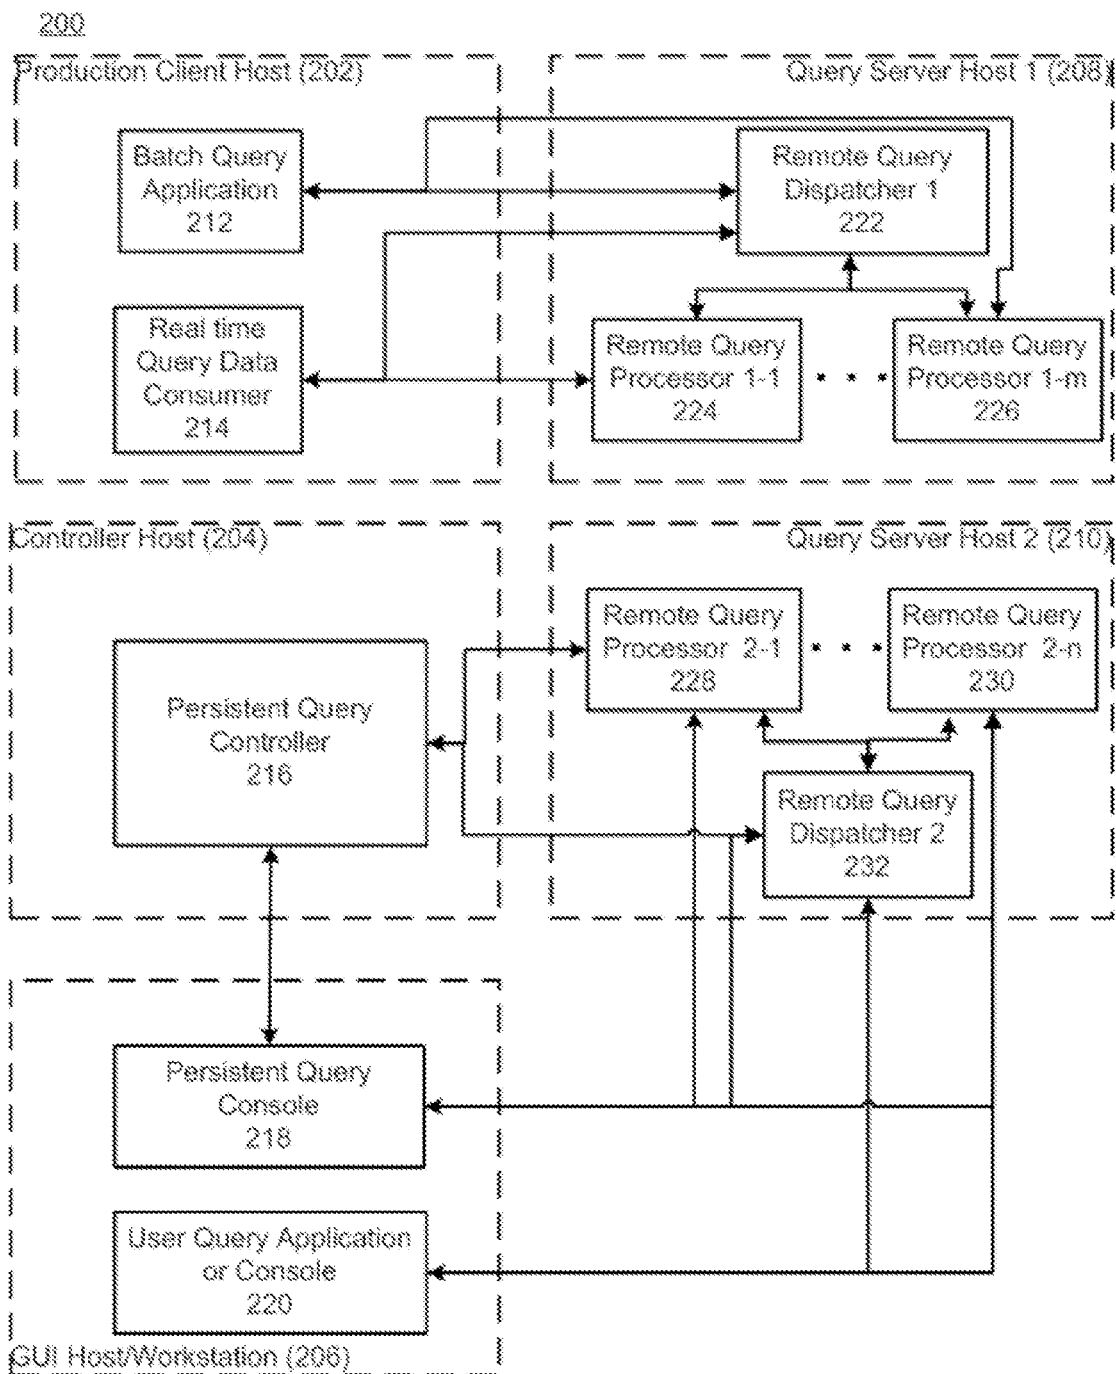 200
Production Client Host (202)
Query Server Host 1 (208)
Batch Query
Application
212
Remote Query
Dispatcher 1
222
Real time
Query Data
Consumer
214
Remote Query
Processor 1-1
224
Remote Query
Processor 1-m
226
Controller Host (204)
Query Server Host 2 (210)
Remote Query
Processor 2-1
228
Remote Query
Processor 2-n
230
Persistent Query
Controller
216
Remote Query
Dispatcher 2
232
Persistent Query
Console
218
User Query Application
or Console
220
GUI Host/Workstation (206)